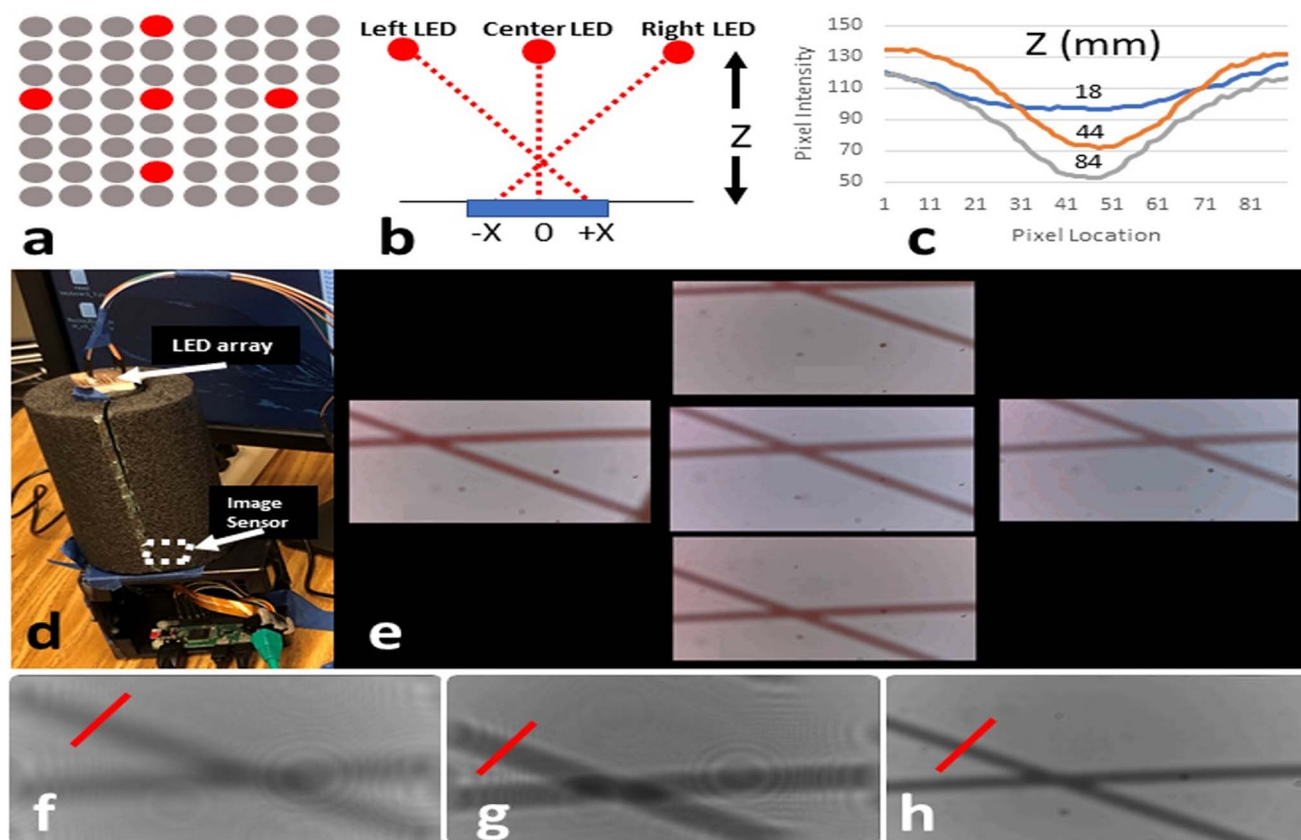 a
Left LED
Center LED
Right LED
Z
-X
0
+X
b
Z (mm)
18
44
84
Pixel Intensity
150
130
110
90
70
50
1
11
21
31
41
51
61
71
81
Pixel Location
c
LED array
Image
Sensor
d
e
f
g
h